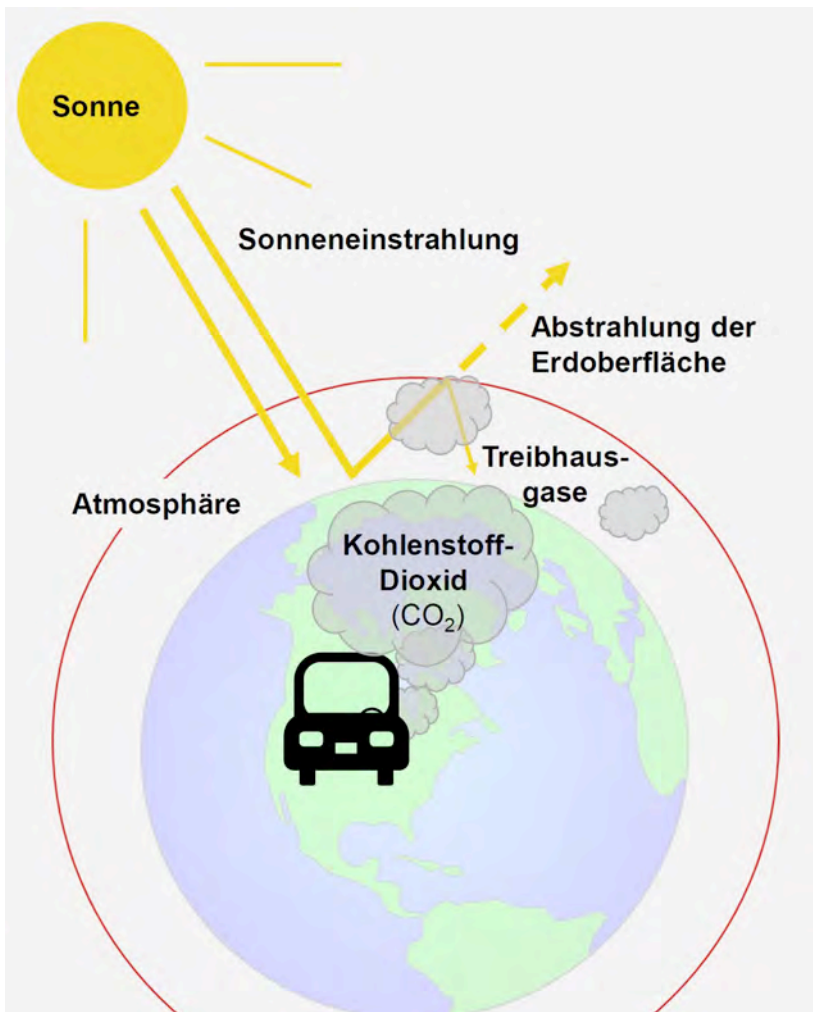 Sonne
Sonneneinstrahlung
Abstrahlung der
Erdoberfläche
Treibhaus-
gase
Atmosphäre
Kohlenstoff-
Dioxid
(CO₂)